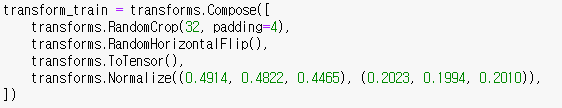 transform_train = transforms.Compose([
    transforms.RandomCrop(32, padding=4),
    transforms.RandomHorizontalFlip(),
    transforms.ToTensor(),
    transforms.Normalize((0.4914, 0.4822, 0.4465), (0.2023, 0.1994, 0.2010)),
])